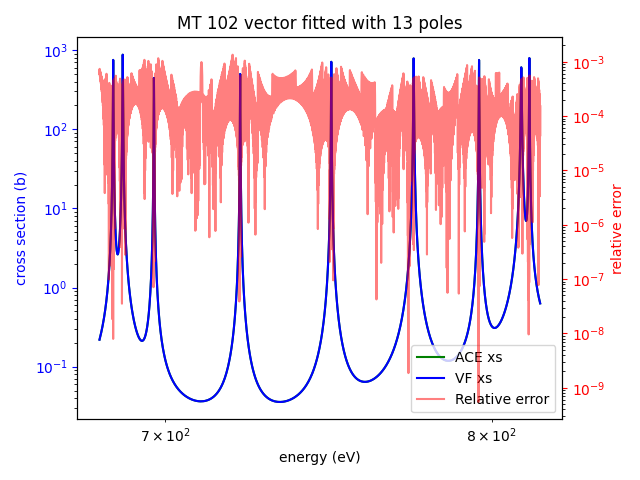 MT 102 vector fitted with 13 poles
10³
10²
10¹
10⁰
10⁻¹
cross section (b)
10⁻³
10⁻⁴
10⁻⁵
10⁻⁶
10⁻⁷
10⁻⁸
10⁻⁹
relative error
ACE xs
VF xs
Relative error
7 × 10²
8 × 10²
energy (eV)